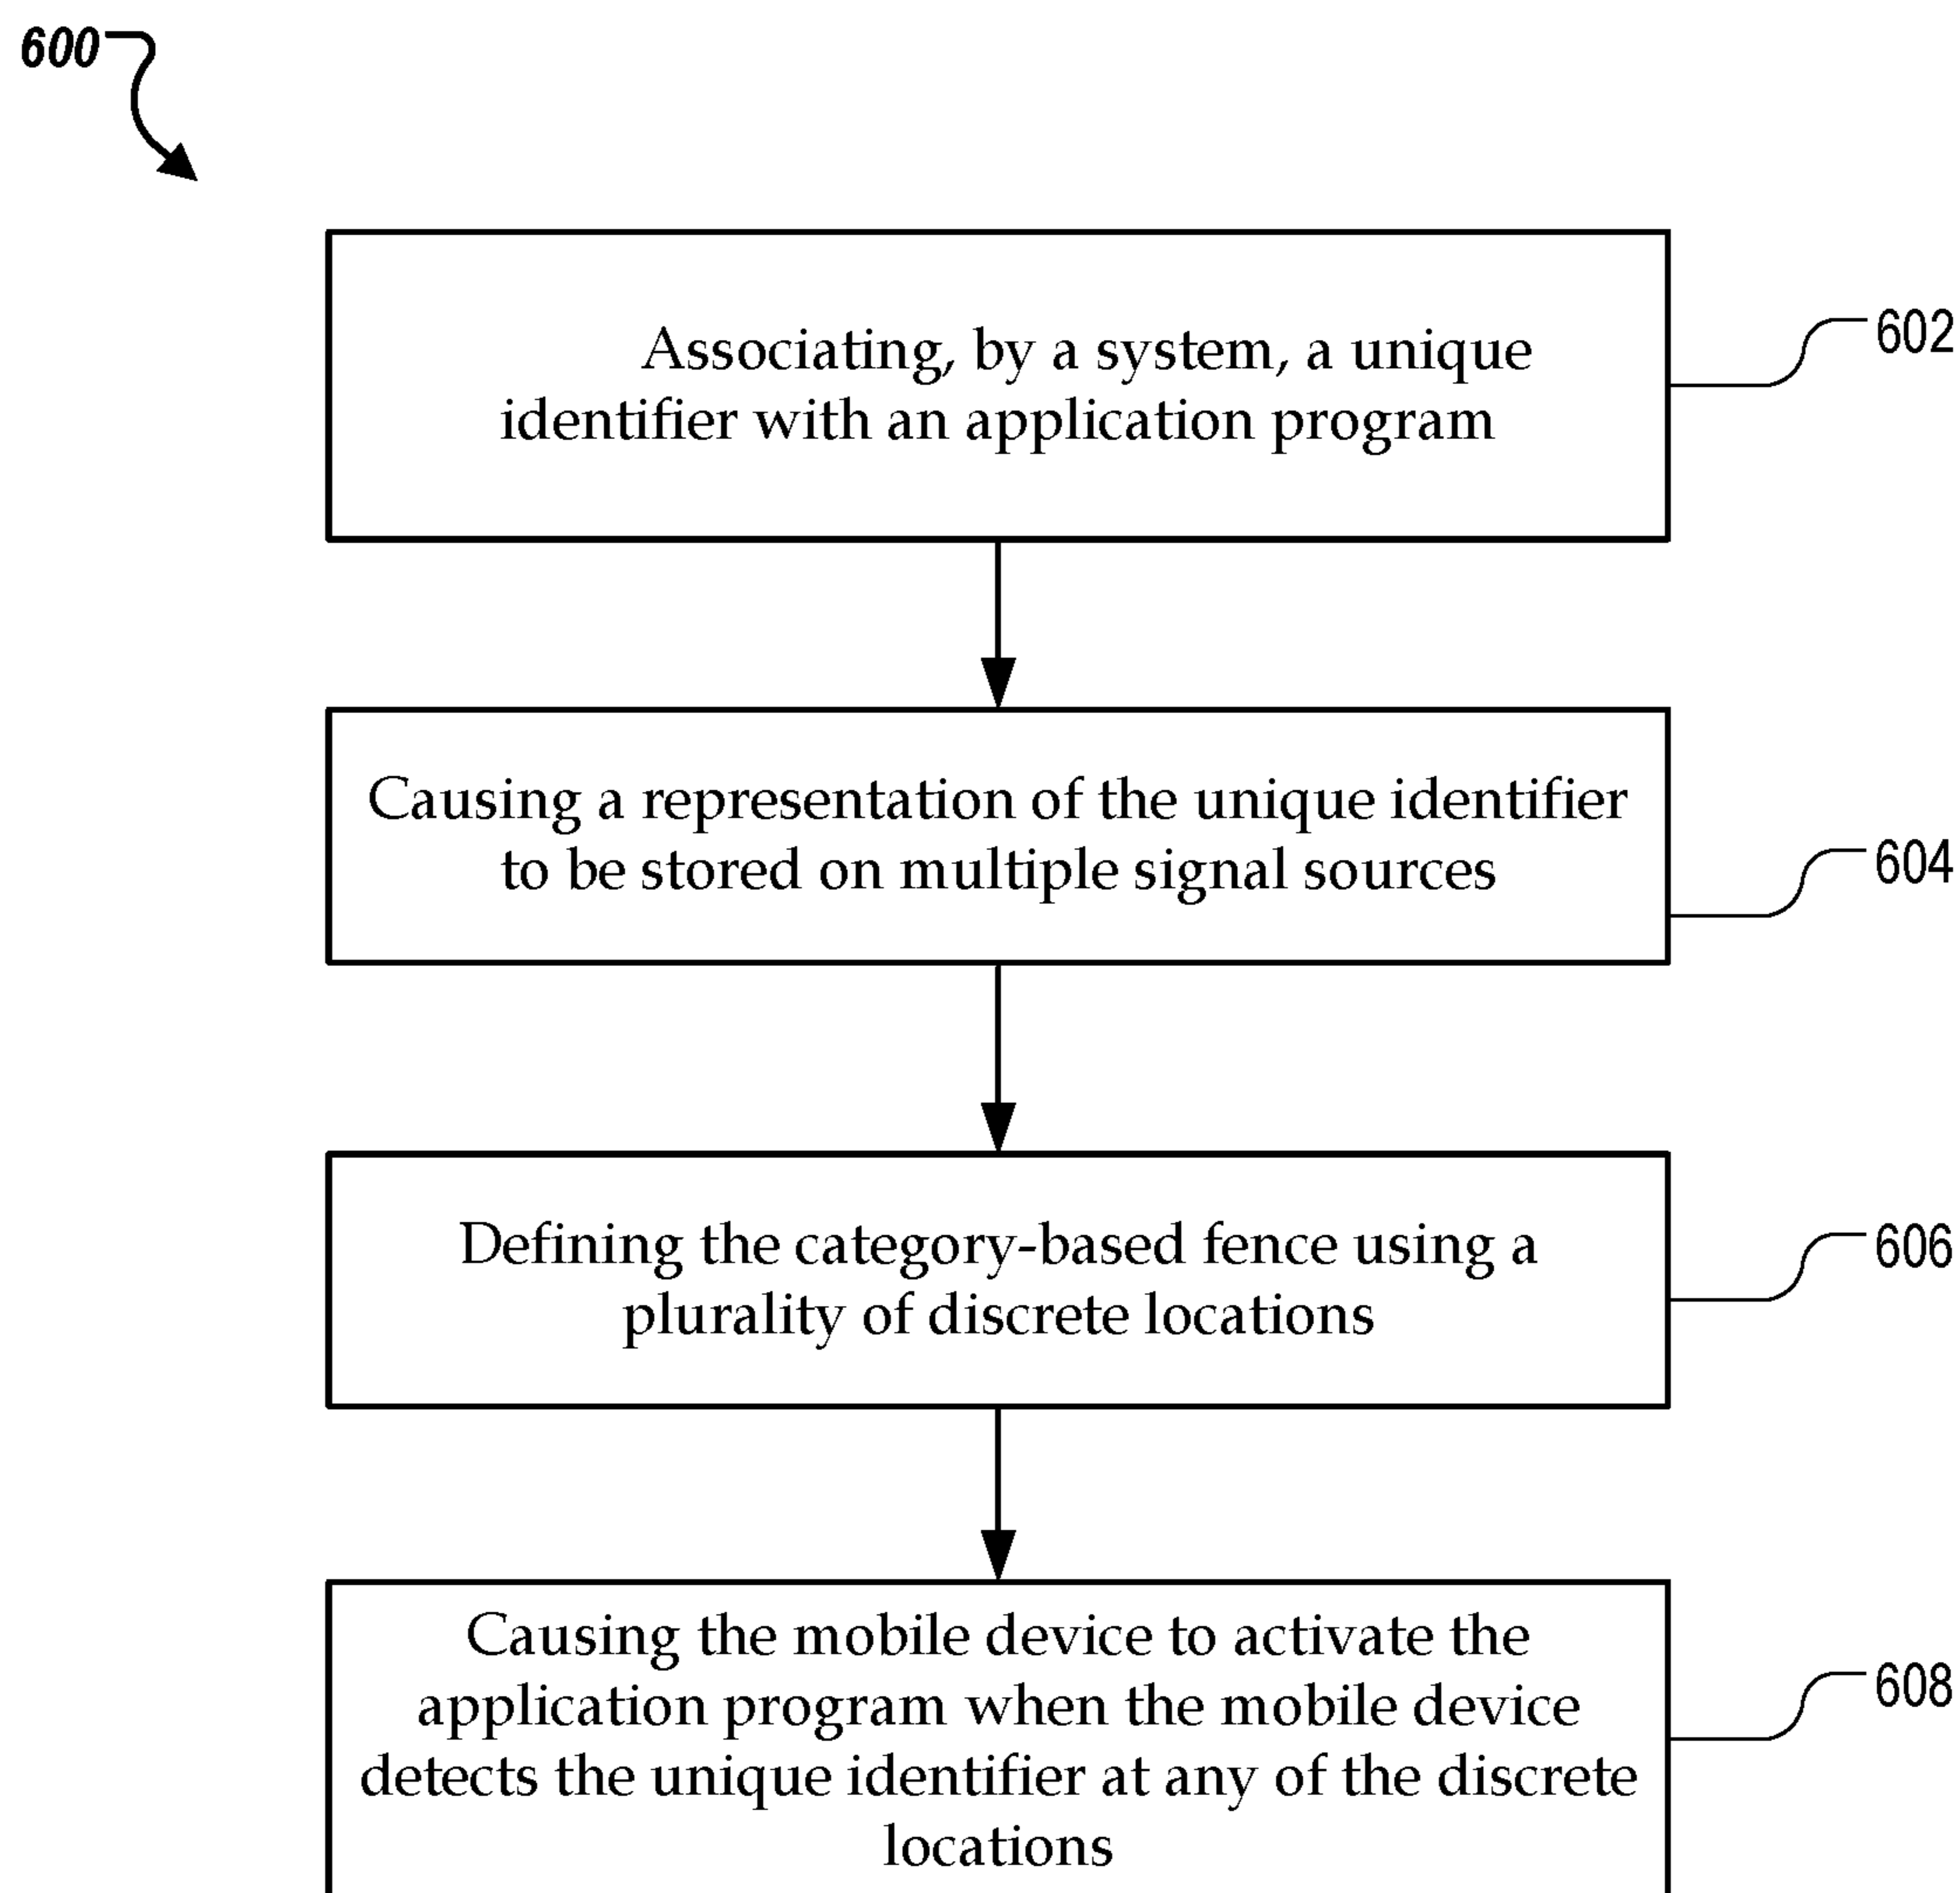 600
Associating, by a system, a unique
identifier with an application program
602
Causing a representation of the unique identifier
to be stored on multiple signal sources
604
Defining the category-based fence using a
plurality of discrete locations
606
Causing the mobile device to activate the
application program when the mobile device
detects the unique identifier at any of the discrete
locations
608